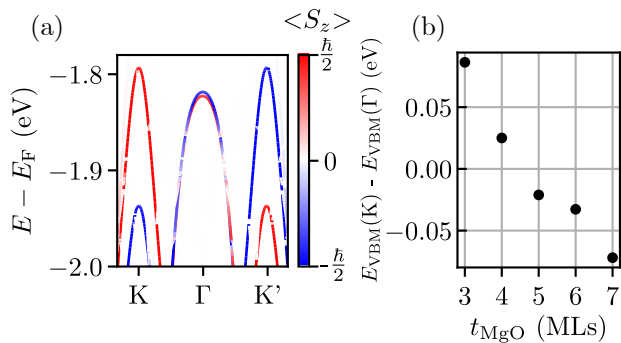 (a)
<S_z>
E − E_F (eV)
−1.8
−1.9
−2.0
K
Γ
K'
ħ/2
0
-ħ/2
(b)
E_VBM(K) - E_VBM(Γ) (eV)
0.05
0.00
−0.05
3 4 5 6 7
t_MgO (MLs)